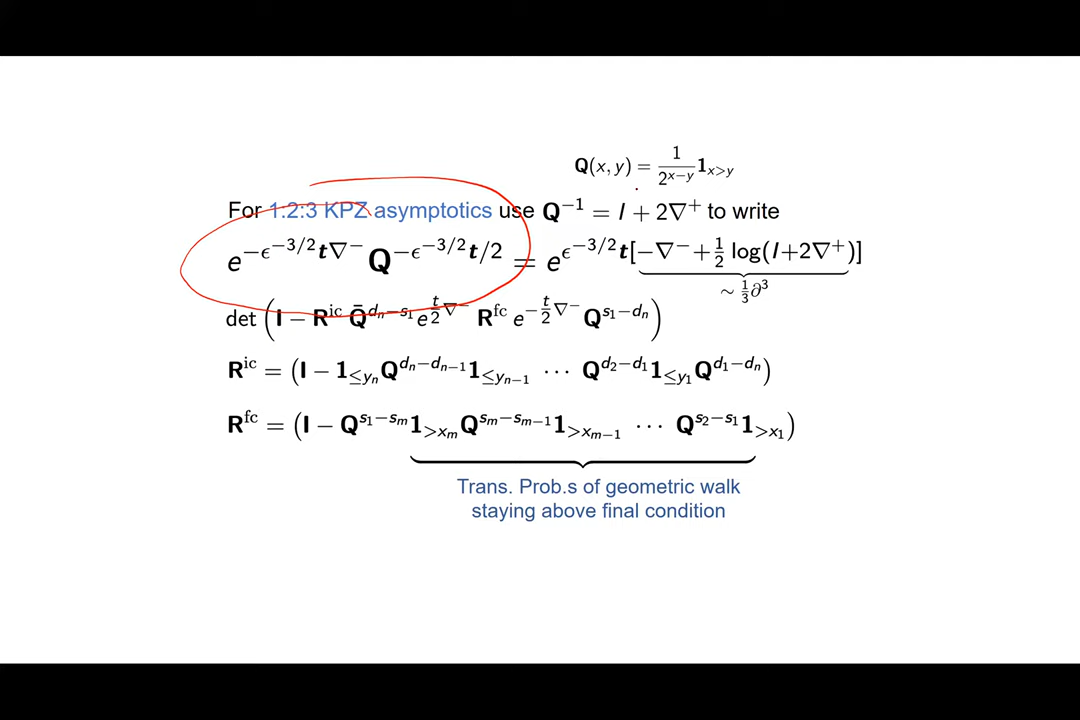 Q(x, y) = 1/2^{x−y} 1_{x>y}
For 1:2:3 KPZ asymptotics use Q^{−1} = I + 2∇^+ to write
e^{−ϵ^{−3/2}t∇^−} Q^{−ϵ^{−3/2}t/2} = e^{ϵ^{−3/2}t[−∇^− + ½ log(I+2∇^+)]}
∼ ⅓∂³
det (I − R^{ic} Q̄^{d_n−s_1} e^{t/2 ∇^−} R^{fc} e^{−t/2 ∇^−} Q^{s_1−d_n})
R^{ic} = (I − 1_{≤y_n} Q^{d_n−d_{n−1}} 1_{≤y_{n−1}} ⋯ Q^{d_2−d_1} 1_{≤y_1} Q^{d_1−d_n})
R^{fc} = (I − Q^{s_1−s_m} 1_{>x_m} Q^{s_m−s_{m−1}} 1_{>x_{m−1}} ⋯ Q^{s_2−s_1} 1_{>x_1})
Trans. Prob.s of geometric walk
staying above final condition